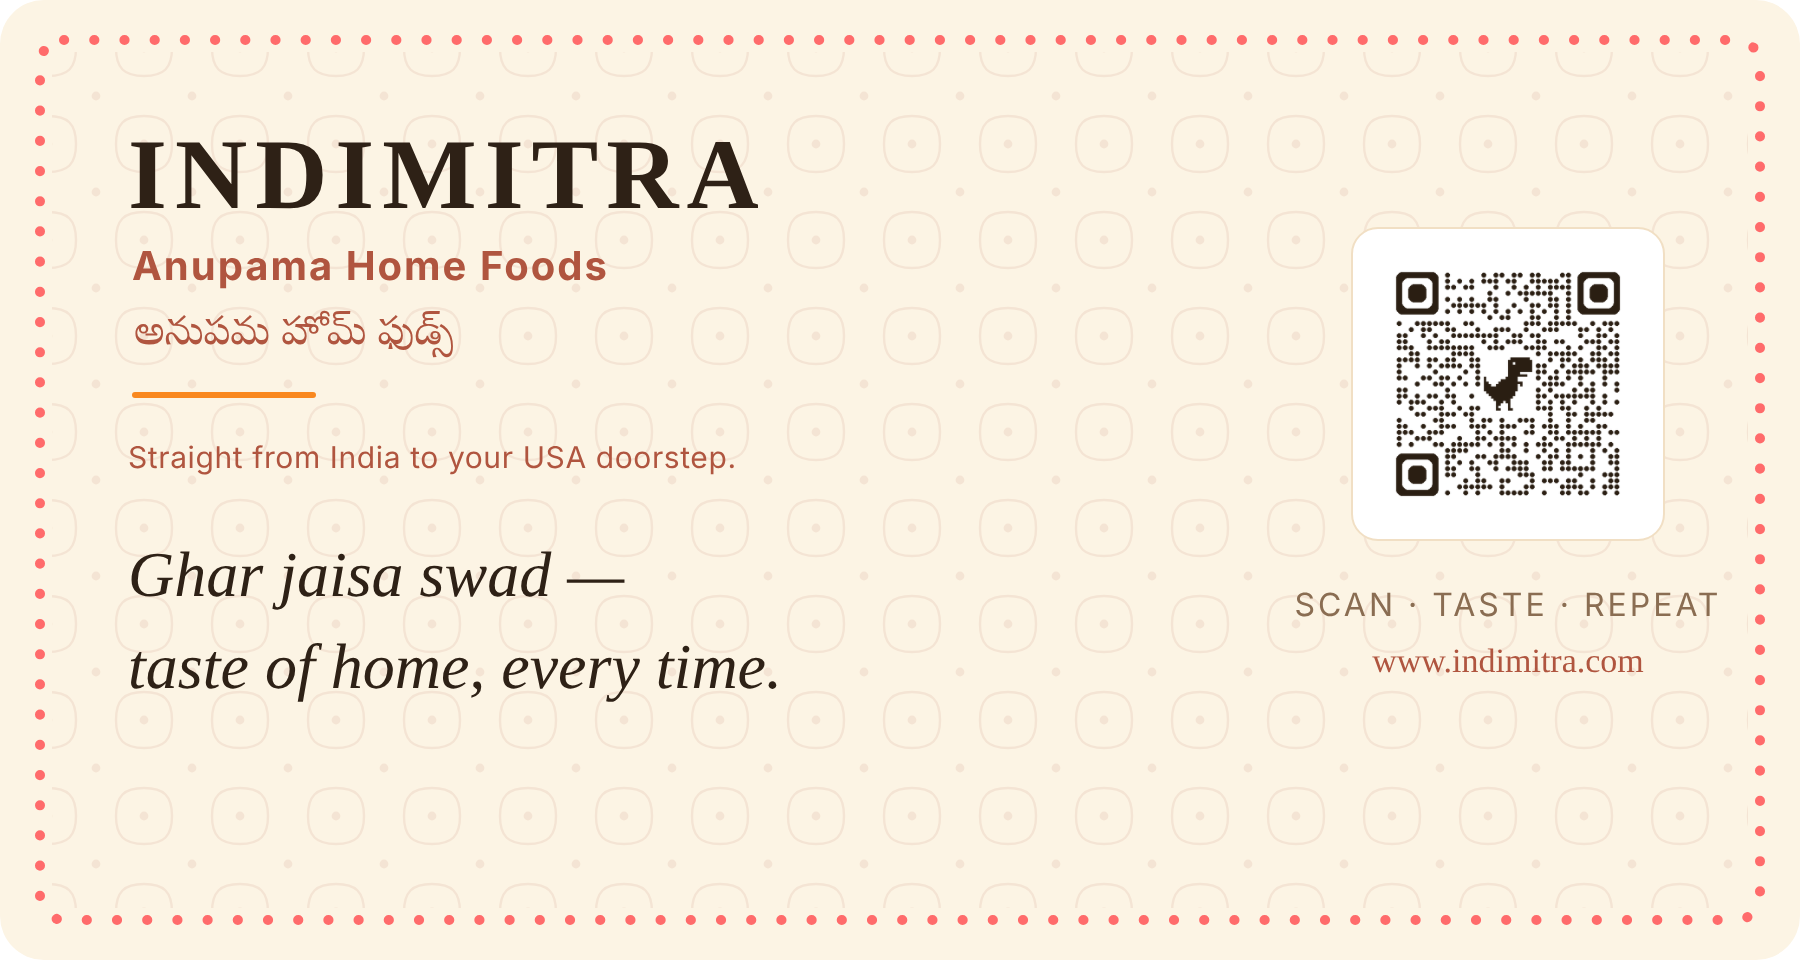 INDIMITRA
Anupama Home Foods
అనుపమ హోమ్ ఫుడ్స్
Straight from India to your USA doorstep.
Ghar jaisa swad —
taste of home, every time.
SCAN · TASTE · REPEAT
www.indimitra.com